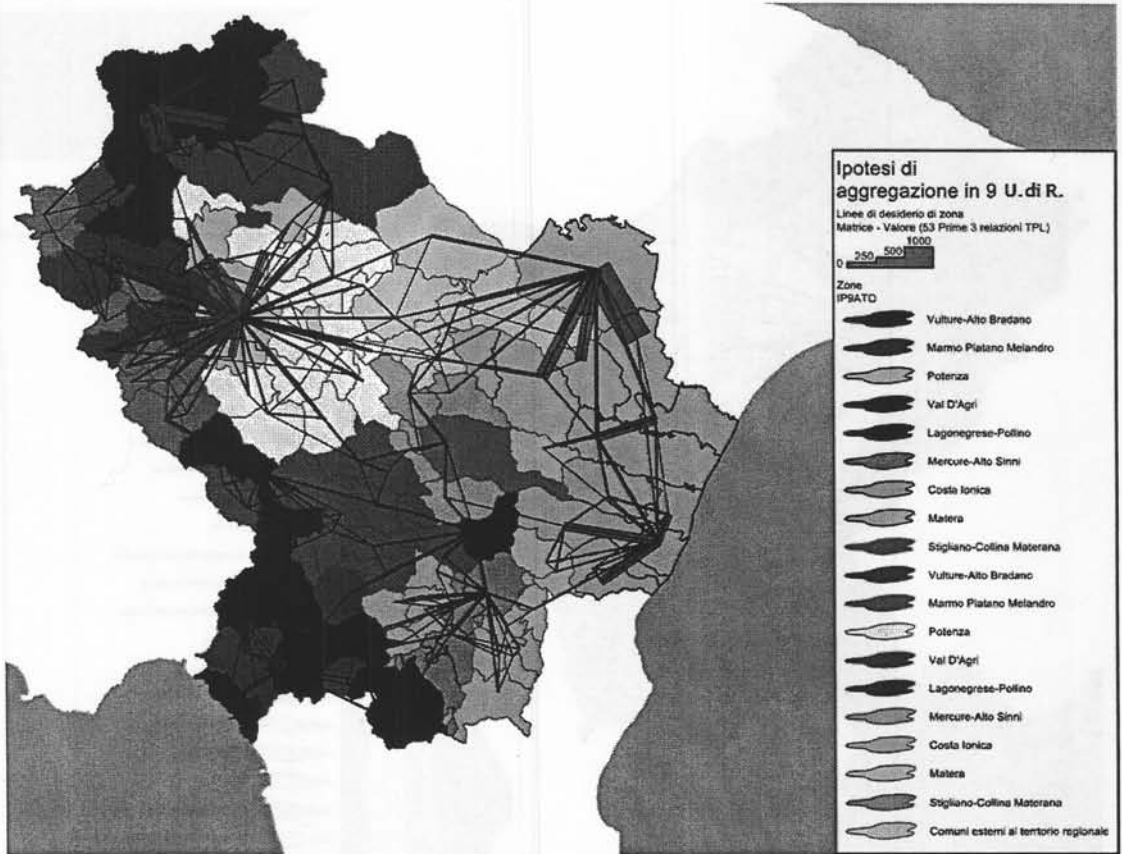 Ipotesi di
aggregazione in 9 U.di R.
Linee di desiderio di zona
Matrice - Valore (53 Prime 3 relazioni TPL)
1000
500
250
0
Zone
IP9ATO
Vulture-Alto Bradano
Marmo Platano Melandro
Potenza
Val D'Agri
Lagonegrese-Pollino
Mercure-Alto Sinni
Costa Ionica
Matera
Stigliano-Collina Materana
Vulture-Alto Bradano
Marmo Platano Melandro
Potenza
Val D'Agri
Lagonegrese-Pollino
Mercure-Alto Sinni
Costa Ionica
Matera
Stigliano-Collina Materana
Comuni esterni al territorio regionale